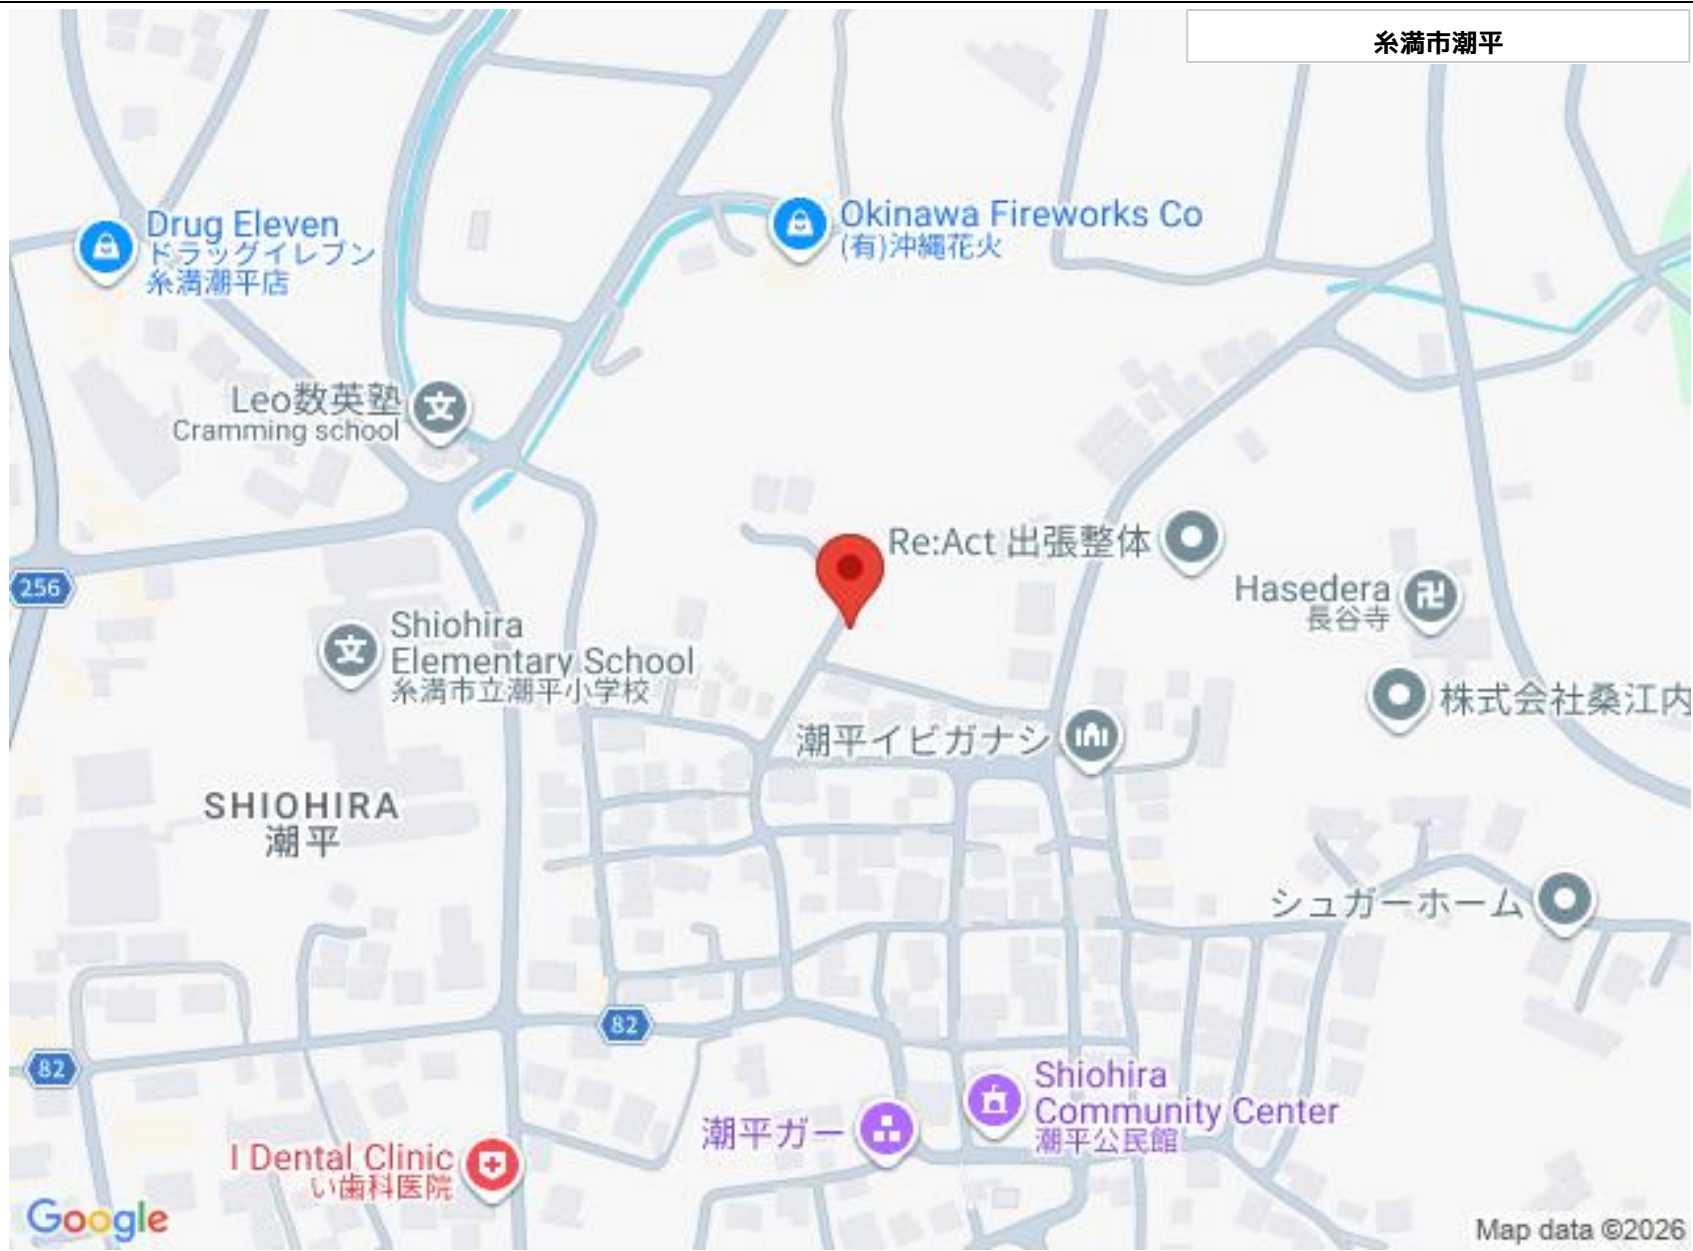 糸満市潮平
Drug Eleven
ドラッグイレブン
糸満潮平店
Okinawa Fireworks Co
(有)沖縄花火
Leo数英塾
Cramming school
Re:Act 出張整体
256
Hasedera
長谷寺
Shiohira
Elementary School
糸満市立潮平小学校
株式会社桑江内
潮平イビガナシ
SHIOHIRA
潮平
シュガーホーム
82
82
Shiohira
Community Center
潮平公民館
潮平ガー
I Dental Clinic
い歯科医院
Google
Map data ©2026